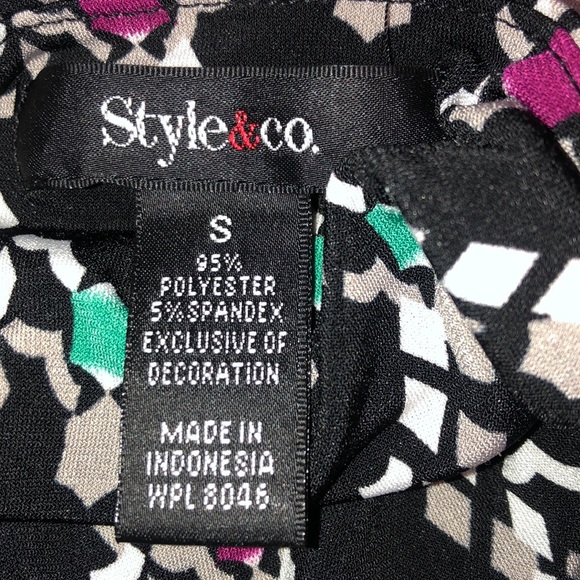 Style&co.
S
95%
POLYESTER
5% SPANDEX
EXCLUSIVE OF
DECORATION
MADE IN
INDONESIA
WPL 8046